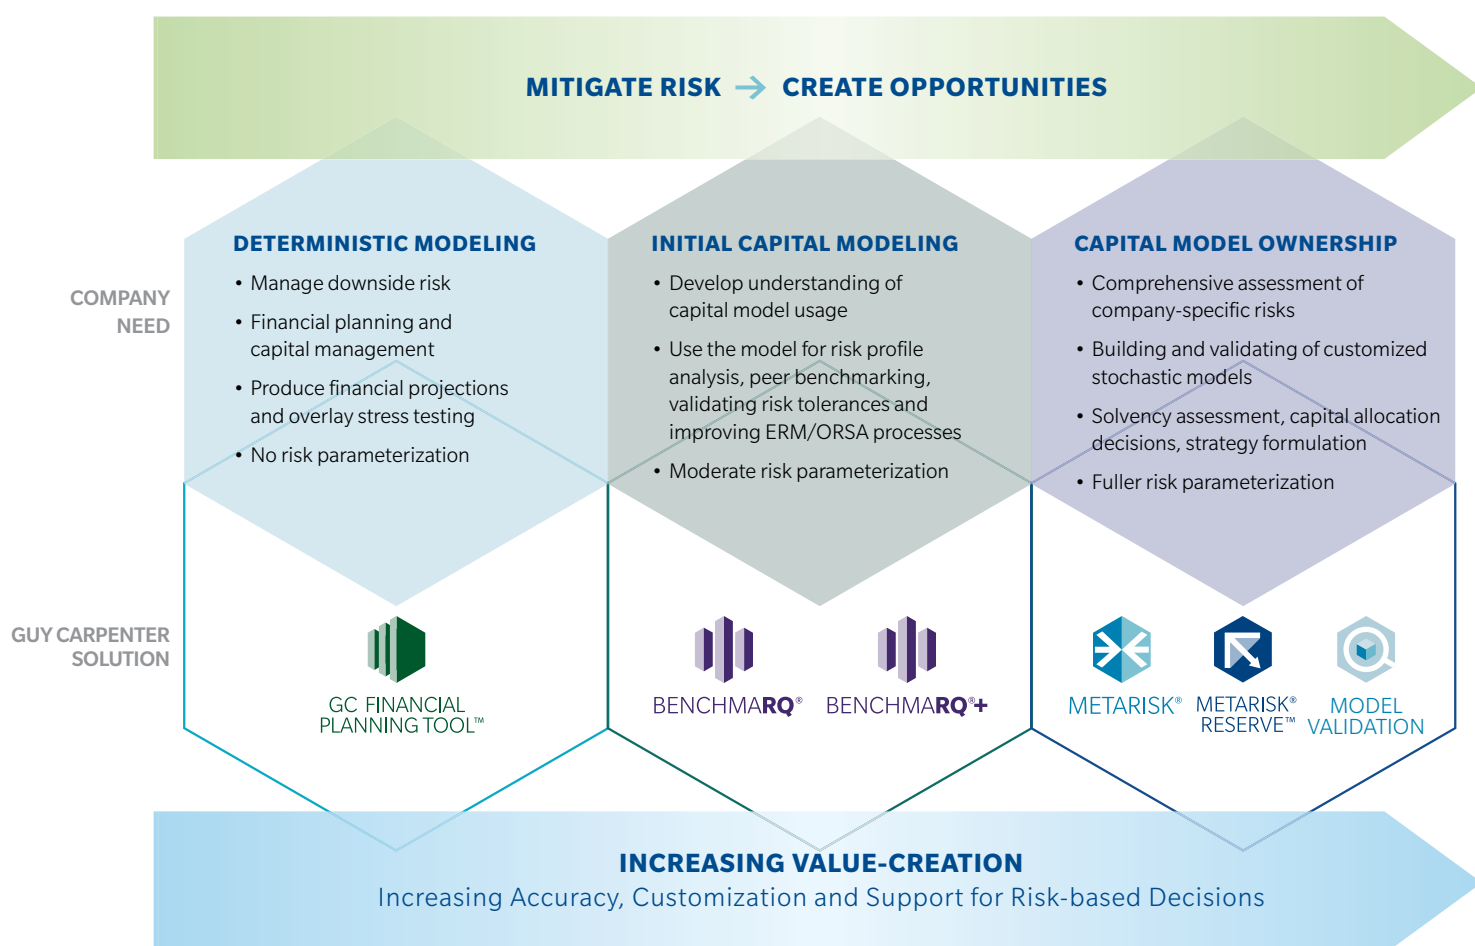 MITIGATE RISK → CREATE OPPORTUNITIES
COMPANY
NEED
DETERMINISTIC MODELING
• Manage downside risk
• Financial planning and
capital management
• Produce financial projections
and overlay stress testing
• No risk parameterization
INITIAL CAPITAL MODELING
• Develop understanding of
capital model usage
• Use the model for risk profile
analysis, peer benchmarking,
validating risk tolerances and
improving ERM/ORSA processes
• Moderate risk parameterization
CAPITAL MODEL OWNERSHIP
• Comprehensive assessment of
company-specific risks
• Building and validating of customized
stochastic models
• Solvency assessment, capital allocation
decisions, strategy formulation
• Fuller risk parameterization
GUY CARPENTER
SOLUTION
GC FINANCIAL
PLANNING TOOL™
BENCHMARQ®
BENCHMARQ®+
METARISK®
METARISK®
RESERVE™
MODEL
VALIDATION
INCREASING VALUE-CREATION
Increasing Accuracy, Customization and Support for Risk-based Decisions